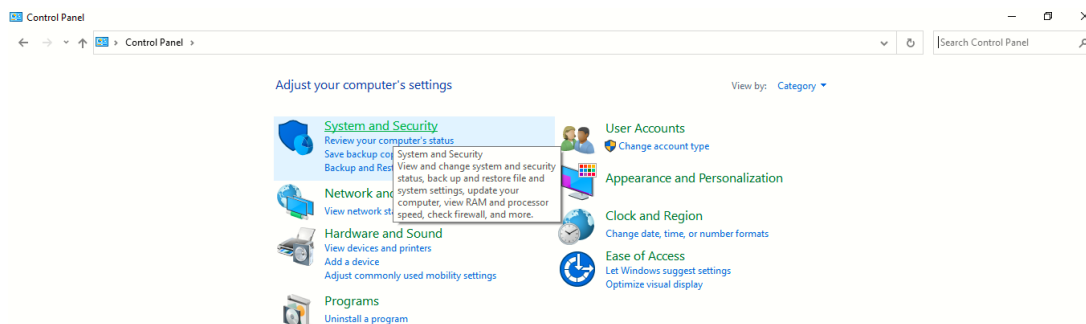 Control Panel
Control Panel
Search Control Panel
Adjust your computer's settings
View by: Category
System and Security
Review your computer's status
Save backup cop
Backup and Rest
System and Security
View and change system and security
status, back up and restore file and
system settings, update your
computer, view RAM and processor
speed, check firewall, and more.
Network and
View network st
Hardware and Sound
View devices and printers
Add a device
Adjust commonly used mobility settings
Programs
Uninstall a program
User Accounts
Change account type
Appearance and Personalization
Clock and Region
Change date, time, or number formats
Ease of Access
Let Windows suggest settings
Optimize visual display